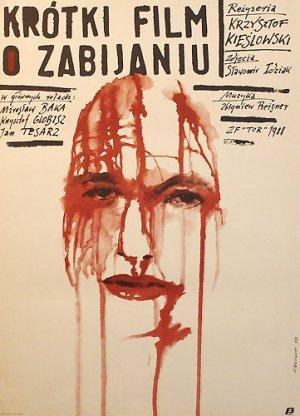 KRÓTKI FILM
O ZABIJANIU
Reżyseria
KRZYSZTOF
KIEŚLOWSKI
Zdjęcia
Sławomir Idziak
Muzyka
Zbigniew Preisner
ZF "TOR" 1988
w głównych rolach:
Mirosław BAKA
Krzysztof GLOBISZ
Jan TESARZ